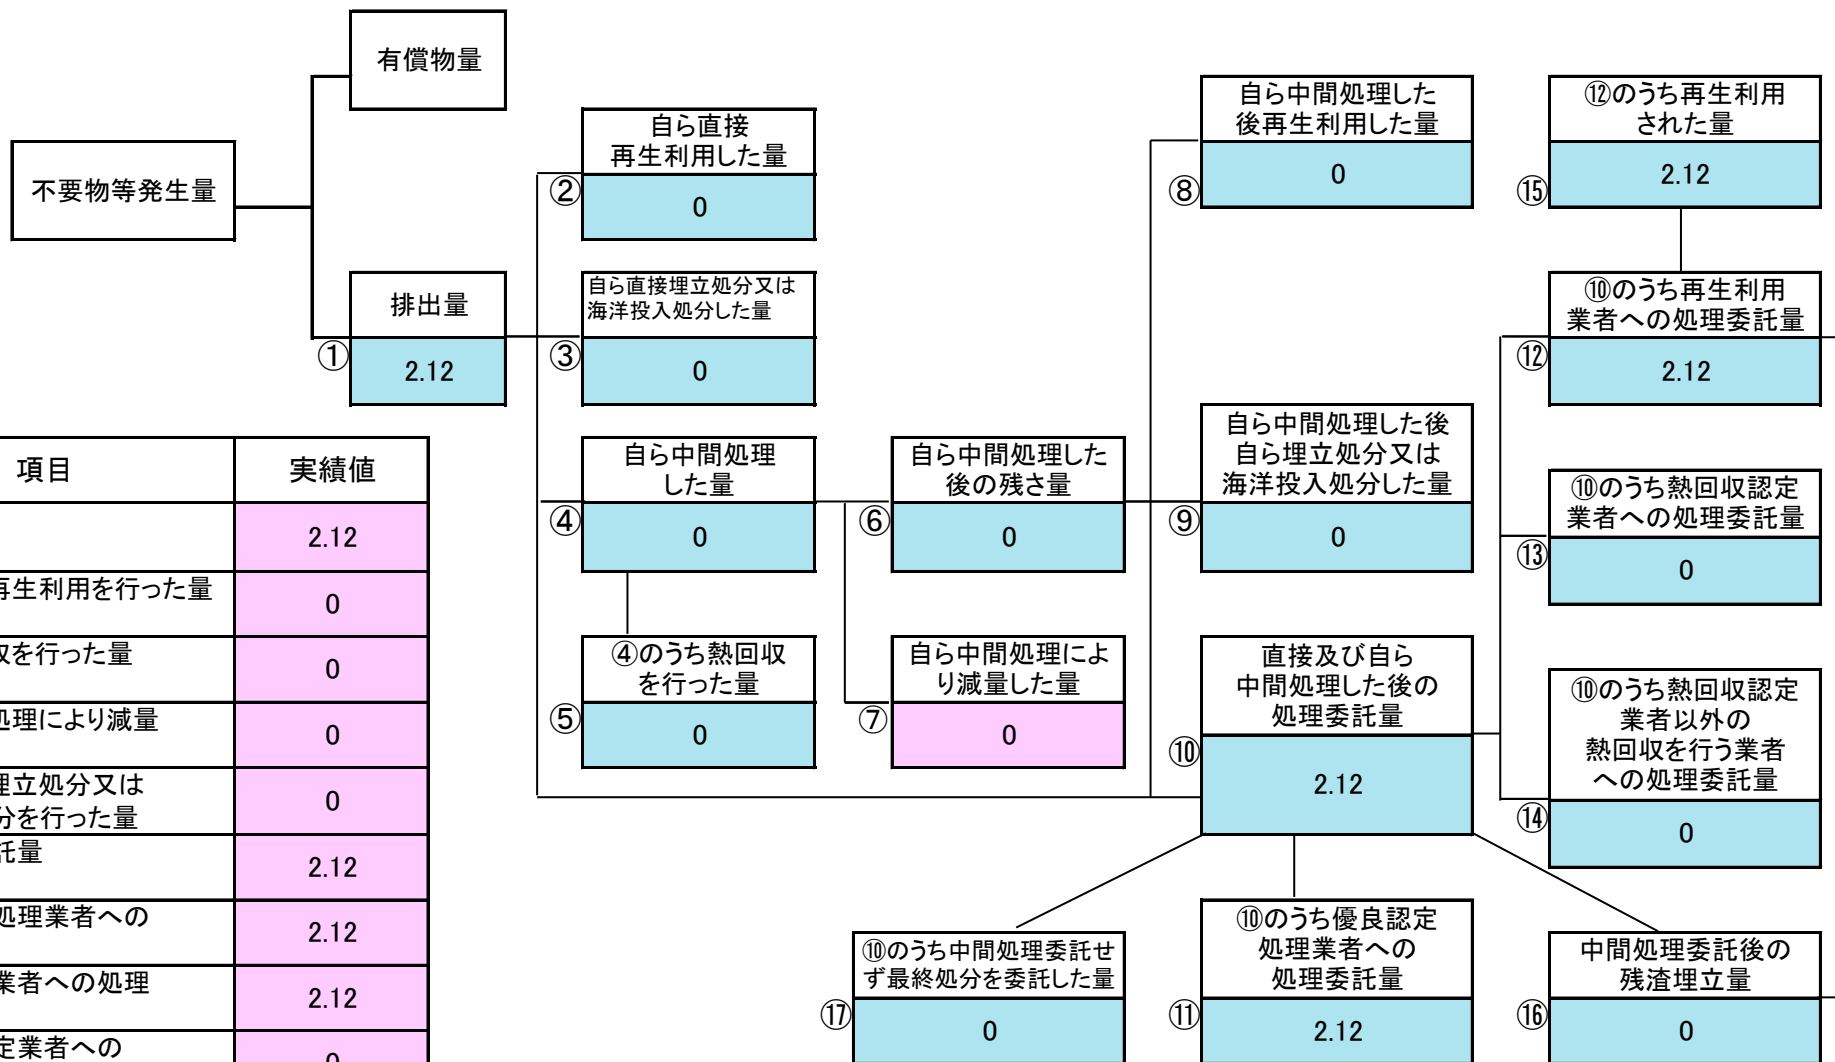 有償物量
不要物等発生量
排出量
①
2.12
自ら直接
再生利用した量
②
0
自ら直接埋立処分又は
海洋投入処分した量
③
0
自ら中間処理
した量
④
0
④のうち熱回収
を行った量
⑤
0
自ら中間処理した
後の残さ量
⑥
0
自ら中間処理によ
り減量した量
⑦
0
自ら中間処理した
後再生利用した量
⑧
0
自ら中間処理した後
自ら埋立処分又は
海洋投入処分した量
⑨
0
直接及び自ら
中間処理した後の
処理委託量
⑩
2.12
⑩のうち優良認定
処理業者への
処理委託量
⑪
2.12
⑫のうち再生利用
された量
⑮
2.12
⑩のうち再生利用
業者への処理委託量
⑫
2.12
⑩のうち熱回収認定
業者への処理委託量
⑬
0
⑩のうち熱回収認定
業者以外の
熱回収を行う業者
への処理委託量
⑭
0
中間処理委託後の
残渣埋立量
⑯
0
⑩のうち中間処理委託せ
ず最終処分を委託した量
⑰
0
項目 実績値
2.12
再生利用を行った量
0
収を行った量
0
処理により減量
0
埋立処分又は
分を行った量
0
託量
2.12
処理業者への
2.12
業者への処理
2.12
定業者への
0